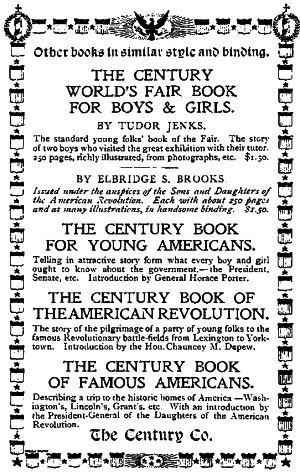 Other books in similar style and binding.
THE CENTURY
WORLD'S FAIR BOOK
FOR BOYS & GIRLS.
BY TUDOR JENKS.
The standard young folks' book of the Fair. The story
of two boys who visited the great exhibition with their tutor.
250 pages, richly illustrated, from photographs, etc. $1.50.
BY ELBRIDGE S. BROOKS.
Issued under the auspices of the Sons and Daughters of
the American Revolution. Each with about 250 pages
and as many illustrations, in handsome binding. $1.50.
THE CENTURY BOOK
FOR YOUNG AMERICANS.
Telling in attractive story form what every boy and girl
ought to know about the government,—the President,
Senate, etc. Introduction by General Horace Porter.
THE CENTURY BOOK OF
THE AMERICAN REVOLUTION.
The story of the pilgrimage of a party of young folks to the
famous Revolutionary battle-fields from Lexington to York-
town. Introduction by the Hon. Chauncey M. Depew.
THE CENTURY BOOK
OF FAMOUS AMERICANS.
Describing a trip to the historic homes of America—Wash-
ington's, Lincoln's, Grant's, etc. With an introduction by
the President-General of the Daughters of the American
Revolution.
The Century Co.